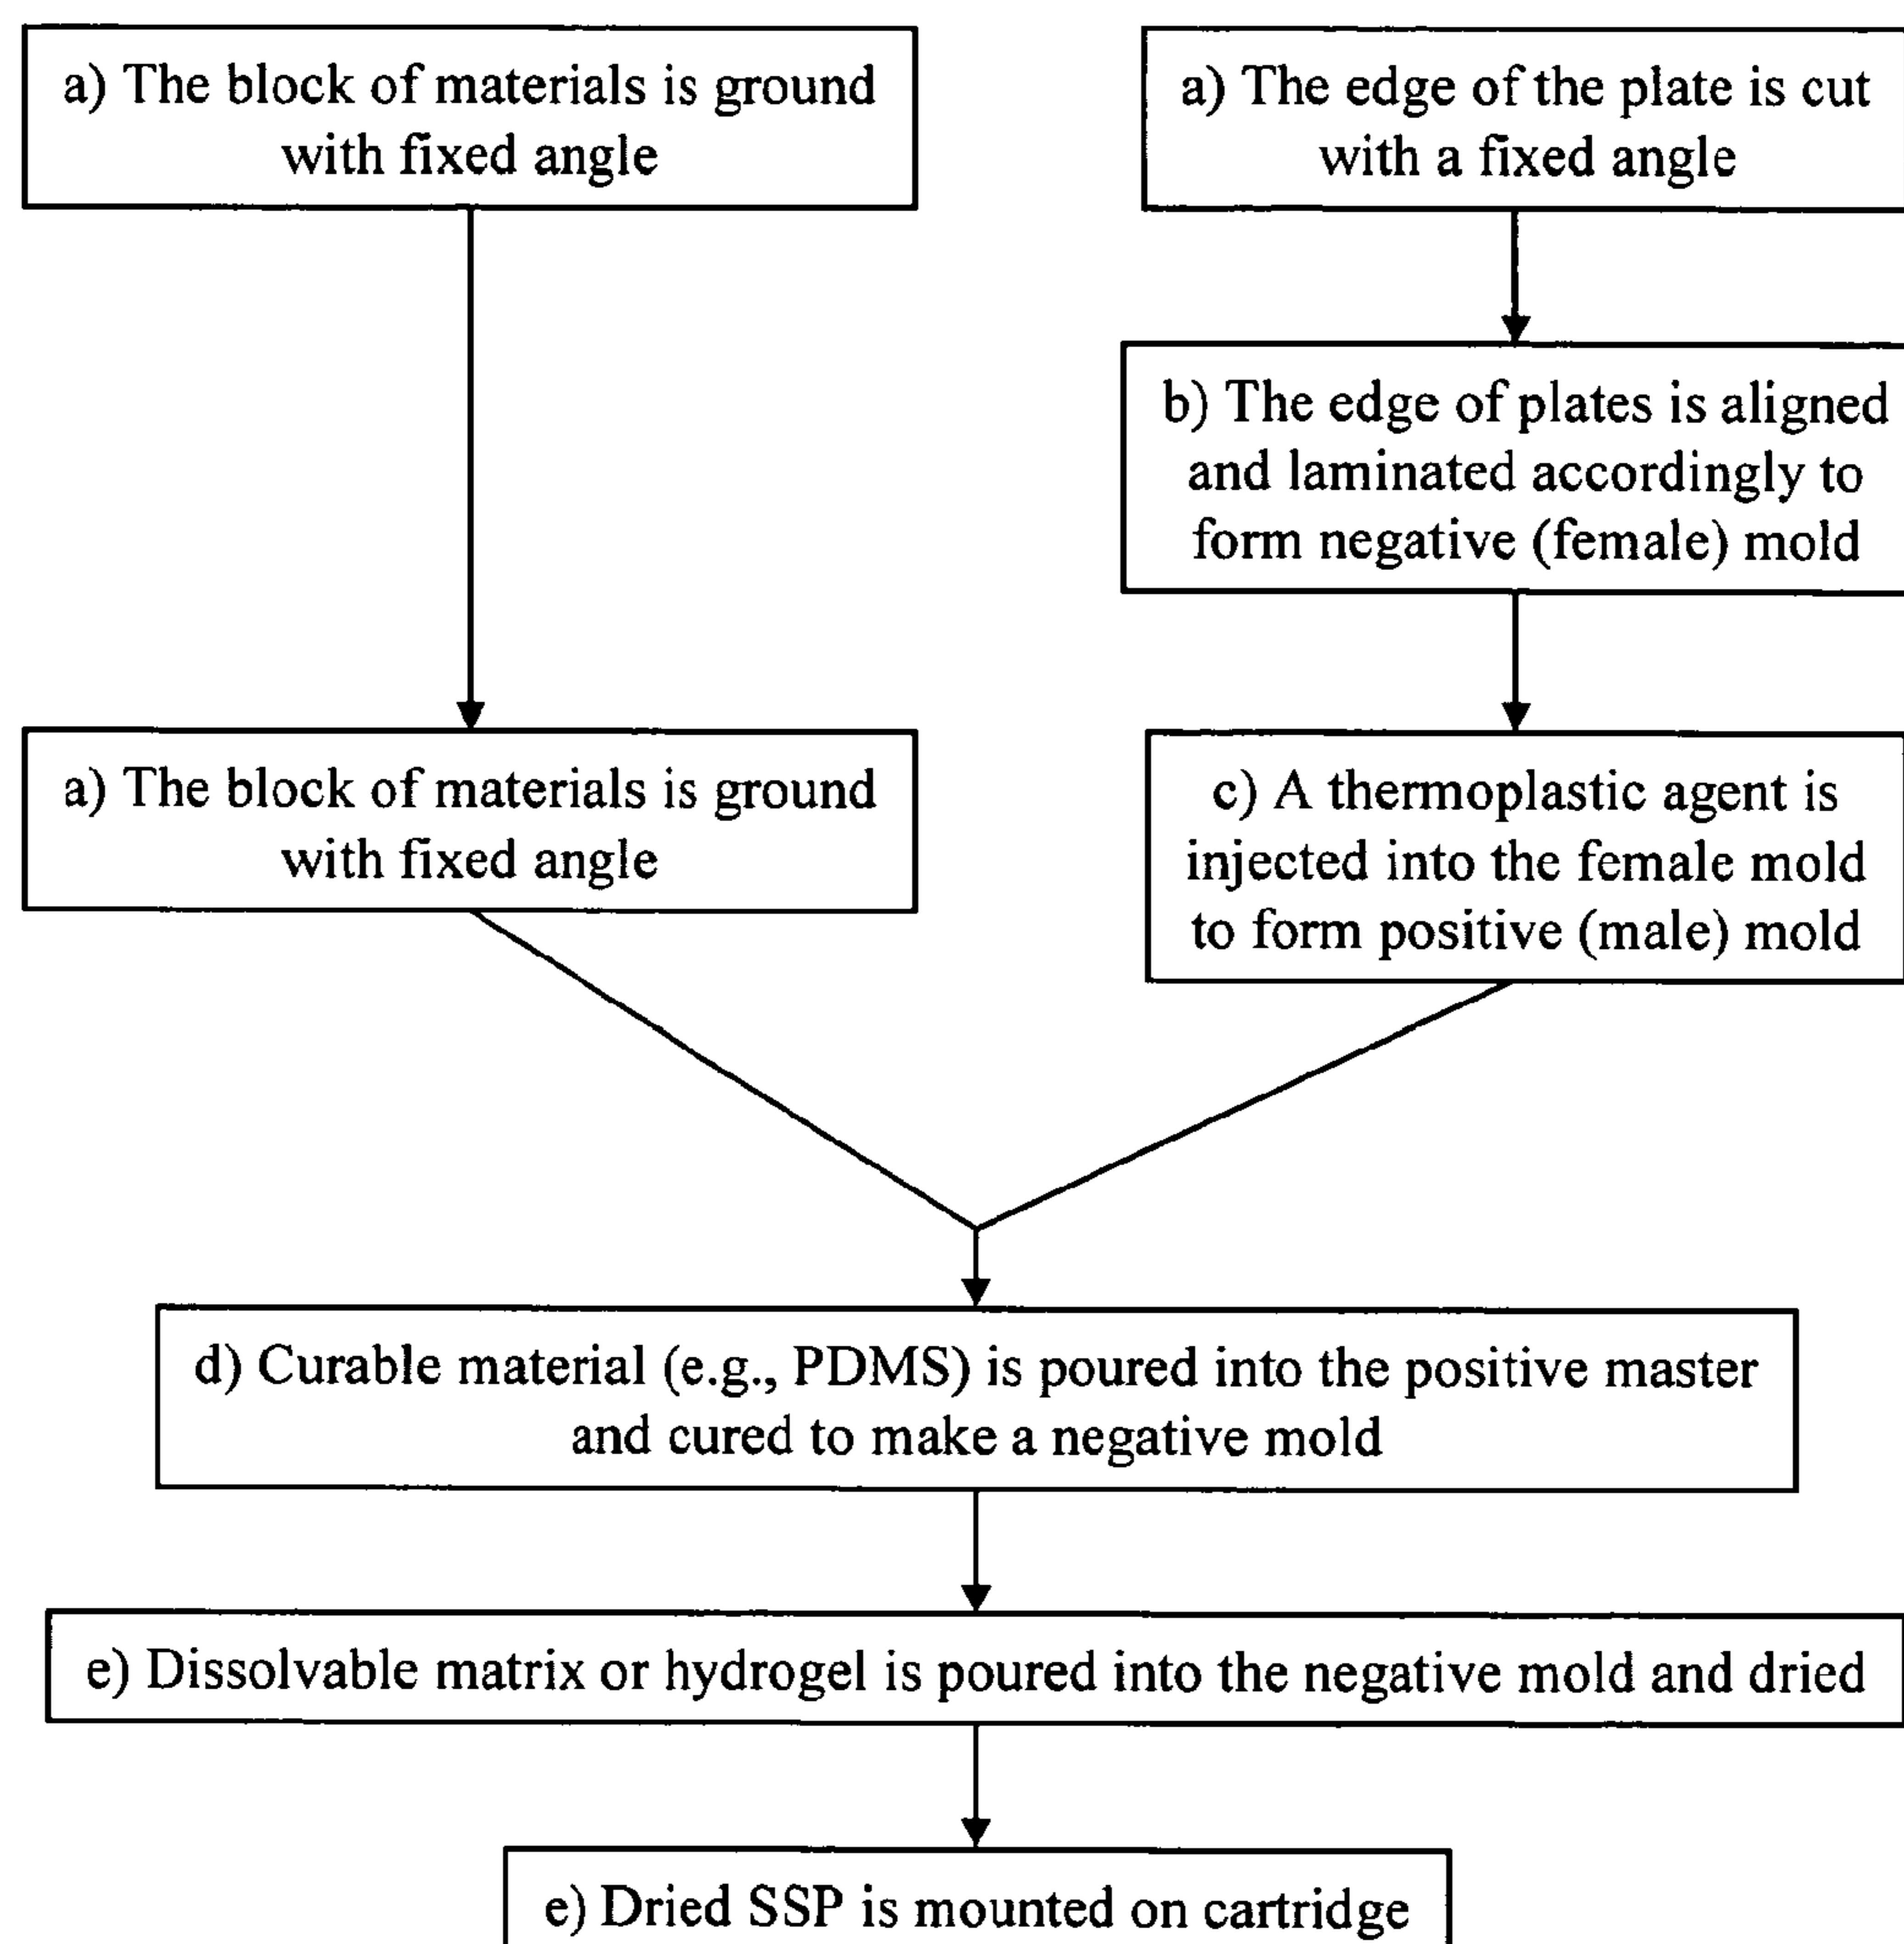 a) The block of materials is ground
with fixed angle
a) The edge of the plate is cut
with a fixed angle
b) The edge of plates is aligned
and laminated accordingly to
form negative (female) mold
a) The block of materials is ground
with fixed angle
c) A thermoplastic agent is
injected into the female mold
to form positive (male) mold
d) Curable material (e.g., PDMS) is poured into the positive master
and cured to make a negative mold
e) Dissolvable matrix or hydrogel is poured into the negative mold and dried
e) Dried SSP is mounted on cartridge